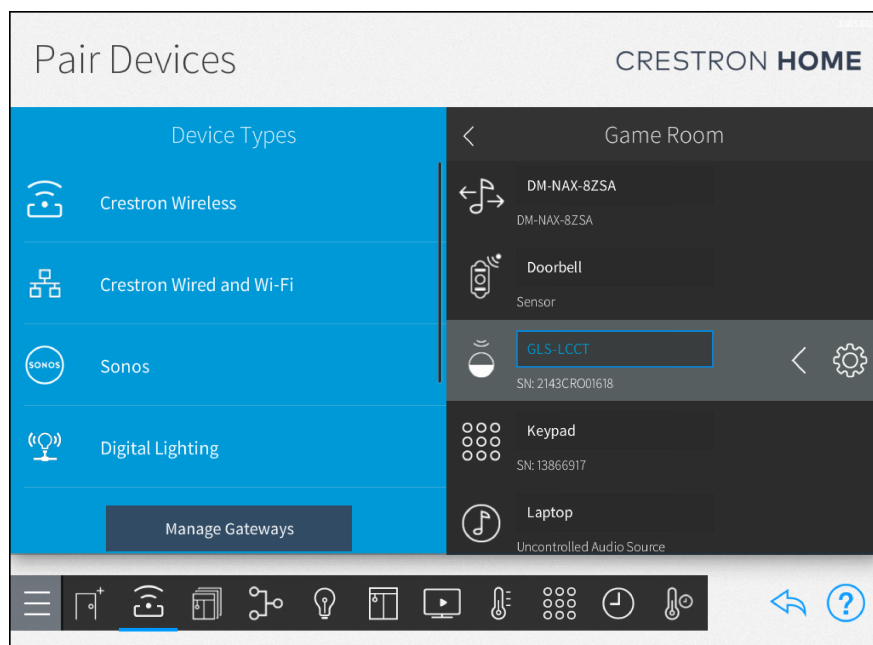 Pair Devices
CRESTRON HOME
Device Types
Game Room
Crestron Wireless
Crestron Wired and Wi-Fi
SONOS
Sonos
Digital Lighting
Manage Gateways
DM-NAX-8ZSA
DM-NAX-8ZSA
Doorbell
Sensor
GLS-LCCT
SN: 2143CRO01618
Keypad
SN: 13866917
Laptop
Uncontrolled Audio Source
?